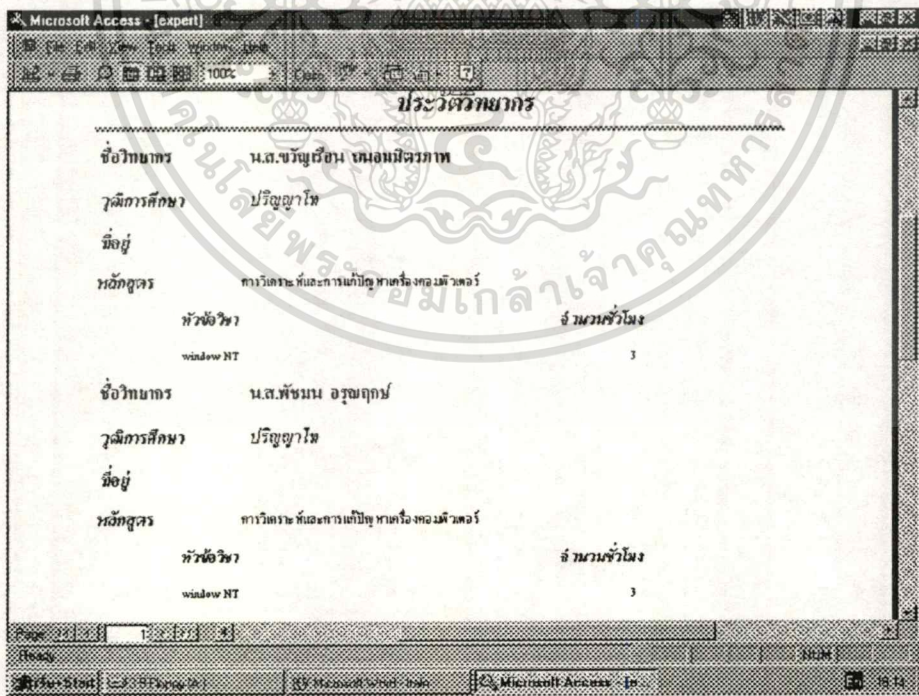 Microsoft Access - [expert]
File Edit View Tools Window Help
100% Close
ประวัติวิทยากร
ชื่อวิทยากร น.ส.ขวัญเรือน ถนอมมิตรภาพ
วุฒิการศึกษา ปริญญาโท
ที่อยู่
หลักสูตร การวิเคราะห์และการแก้ปัญหาเครื่องคอมพิวเตอร์
หัวข้อวิชา จำนวนชั่วโมง
window NT 3
ชื่อวิทยากร น.ส.พัชมน อรุณฤกษ์
วุฒิการศึกษา ปริญญาโท
ที่อยู่
หลักสูตร การวิเคราะห์และการแก้ปัญหาเครื่องคอมพิวเตอร์
หัวข้อวิชา จำนวนชั่วโมง
window NT 3
Page: 1
Ready NUM
Start Microsoft Word Microsoft Access En